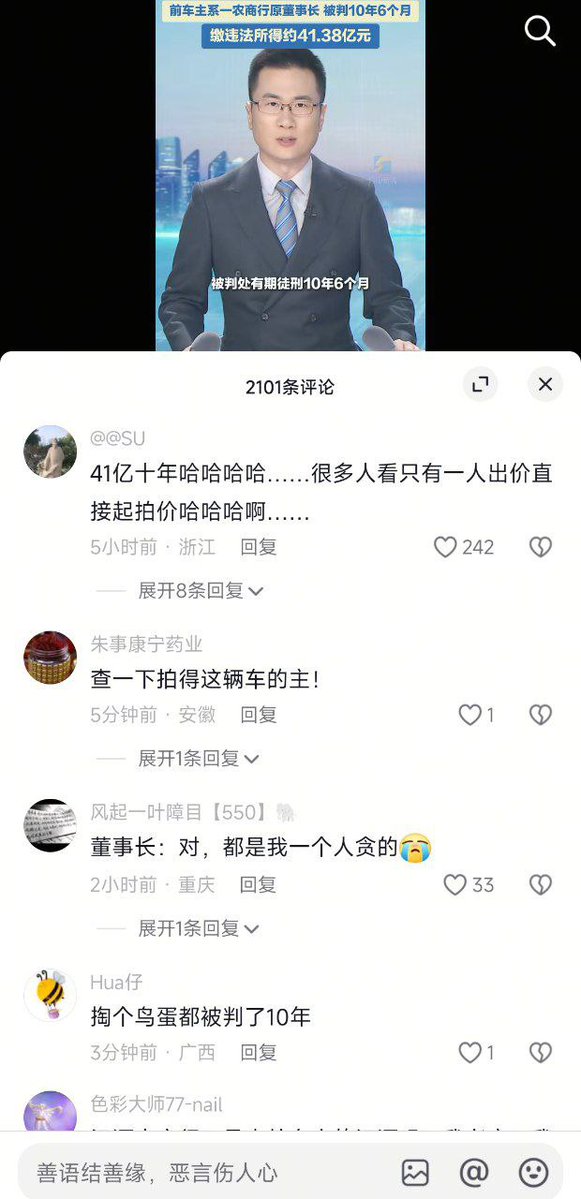 前车主系一农商行原董事长 被判10年6个月
缴违法所得约41.38亿元
被判处有期徒刑10年6个月
2101条评论
@@SU
41亿十年哈哈哈哈……很多人看只有一人出价直
接起拍价哈哈哈啊……
5小时前 · 浙江 回复 242
展开8条回复
朱事康宁药业
查一下拍得这辆车的主！
5分钟前 · 安徽 回复 1
展开1条回复
风起一叶障目【550】🐘
董事长：对，都是我一个人贪的😭
2小时前 · 重庆 回复 33
展开1条回复
Hua仔
掏个鸟蛋都被判了10年
3分钟前 · 广西 回复 1
色彩大师77-nail
善语结善缘，恶言伤人心